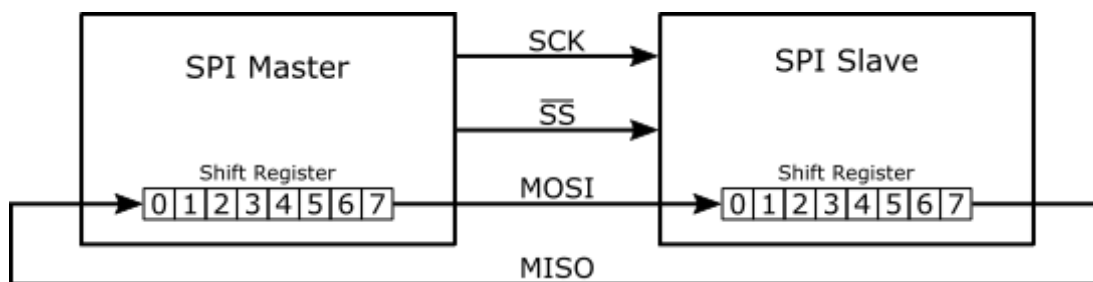 SPI Master
SCK
SPI Slave
SS
Shift Register
0 1 2 3 4 5 6 7
MOSI
Shift Register
0 1 2 3 4 5 6 7
MISO